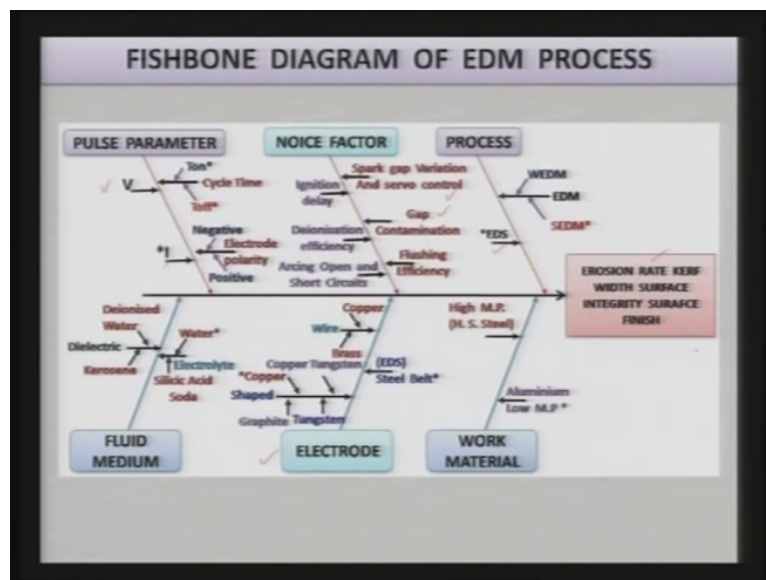 FISHBONE DIAGRAM OF EDM PROCESS
PULSE PARAMETER
NOICE FACTOR
PROCESS
V
Ton*
Cycle Time
Toff*
*I
Negative
Electrode
polarity
Positive
Spark gap Variation
And servo control
Ignition
delay
Gap
Contamination
Deionisation
efficiency
Flushing
Efficiency
Arcing Open and
Short Circuits
WEDM
EDM
SEDM*
*EDS
EROSION RATE KERF
WIDTH SURFACE
INTEGRITY SURAFCE
FINISH
Deionised
Water
Dielectric
Kerosene
Water*
Electrolyte
Silicic Acid
Soda
Copper
Wire
Brass
Copper Tungsten
*Copper
Shaped
Graphite
Tungsten
(EDS)
Steel Belt*
High M.P.
(H. S. Steel)
Aluminium
Low M.P*
FLUID
MEDIUM
ELECTRODE
WORK
MATERIAL